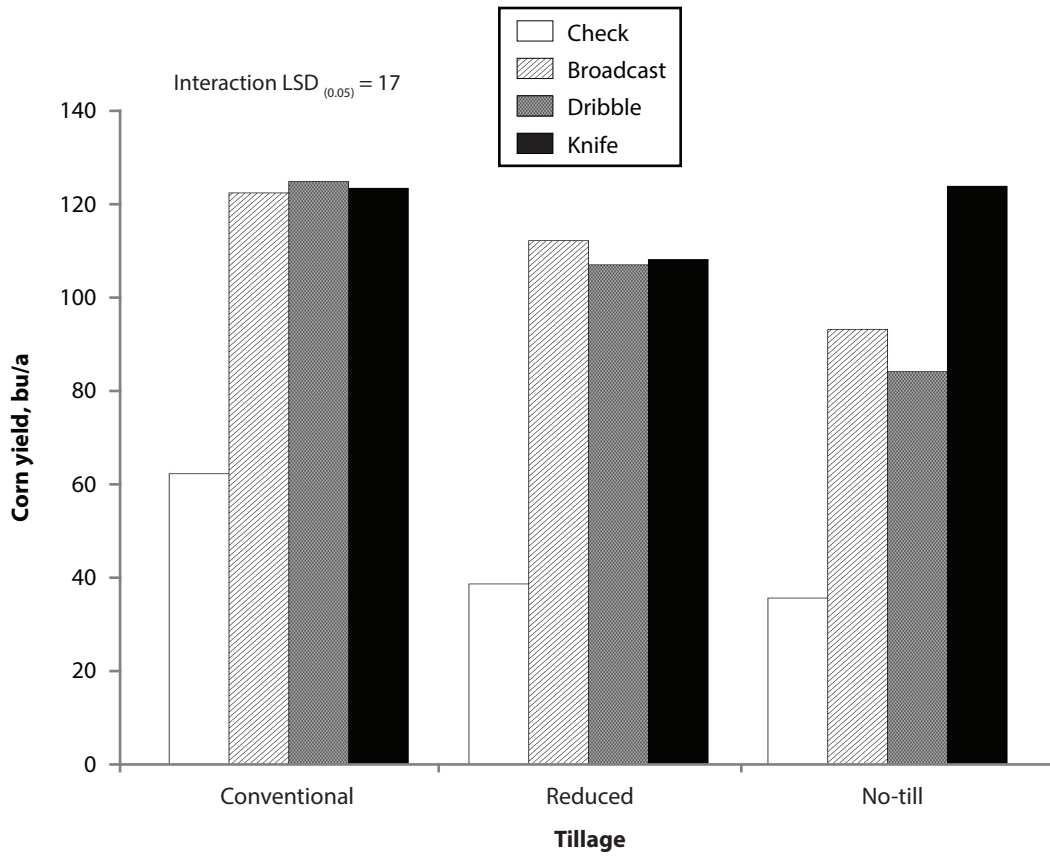 Check
Broadcast
Dribble
Knife
Interaction LSD (0.05) = 17
140
120
100
80
60
40
20
0
Corn yield, bu/a
Conventional
Reduced
No-till
Tillage